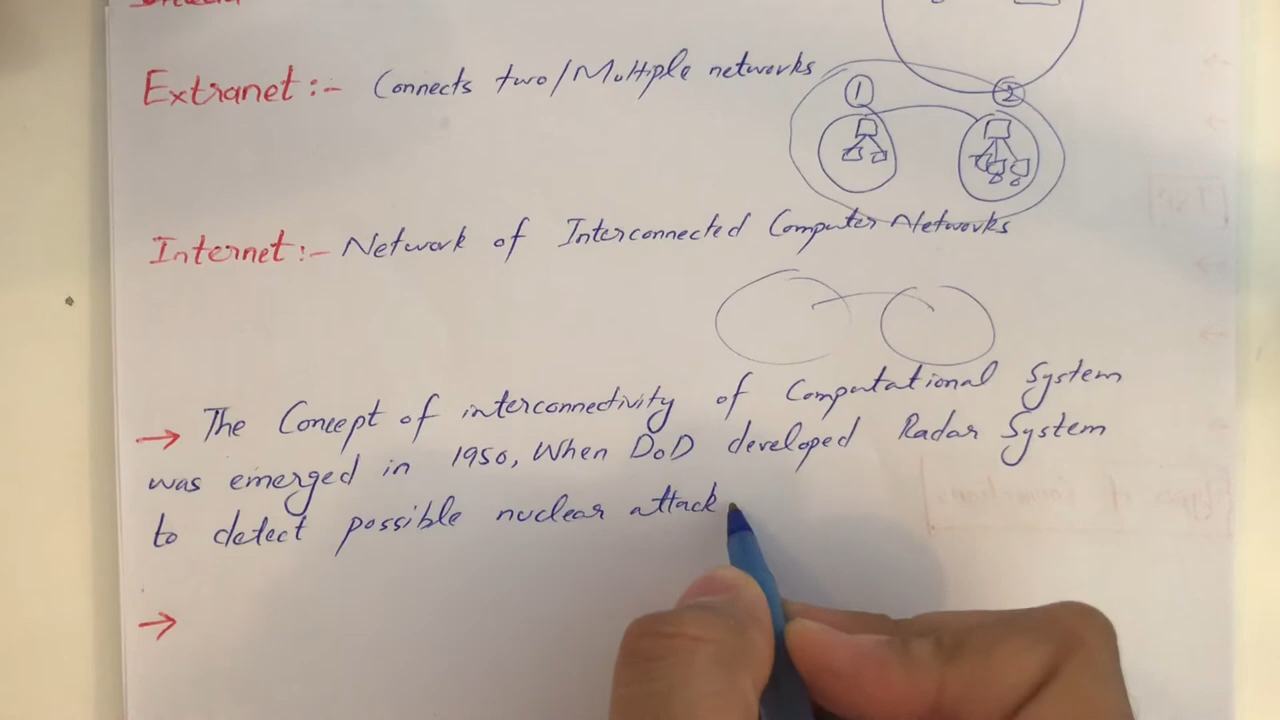 Extranet :- Connects two/Multiple networks
1 2
Internet :- Network of Interconnected Computer Networks
→ The Concept of interconnectivity of Computational System
was emerged in 1950, When DoD developed Radar System
to detect possible nuclear attack
→